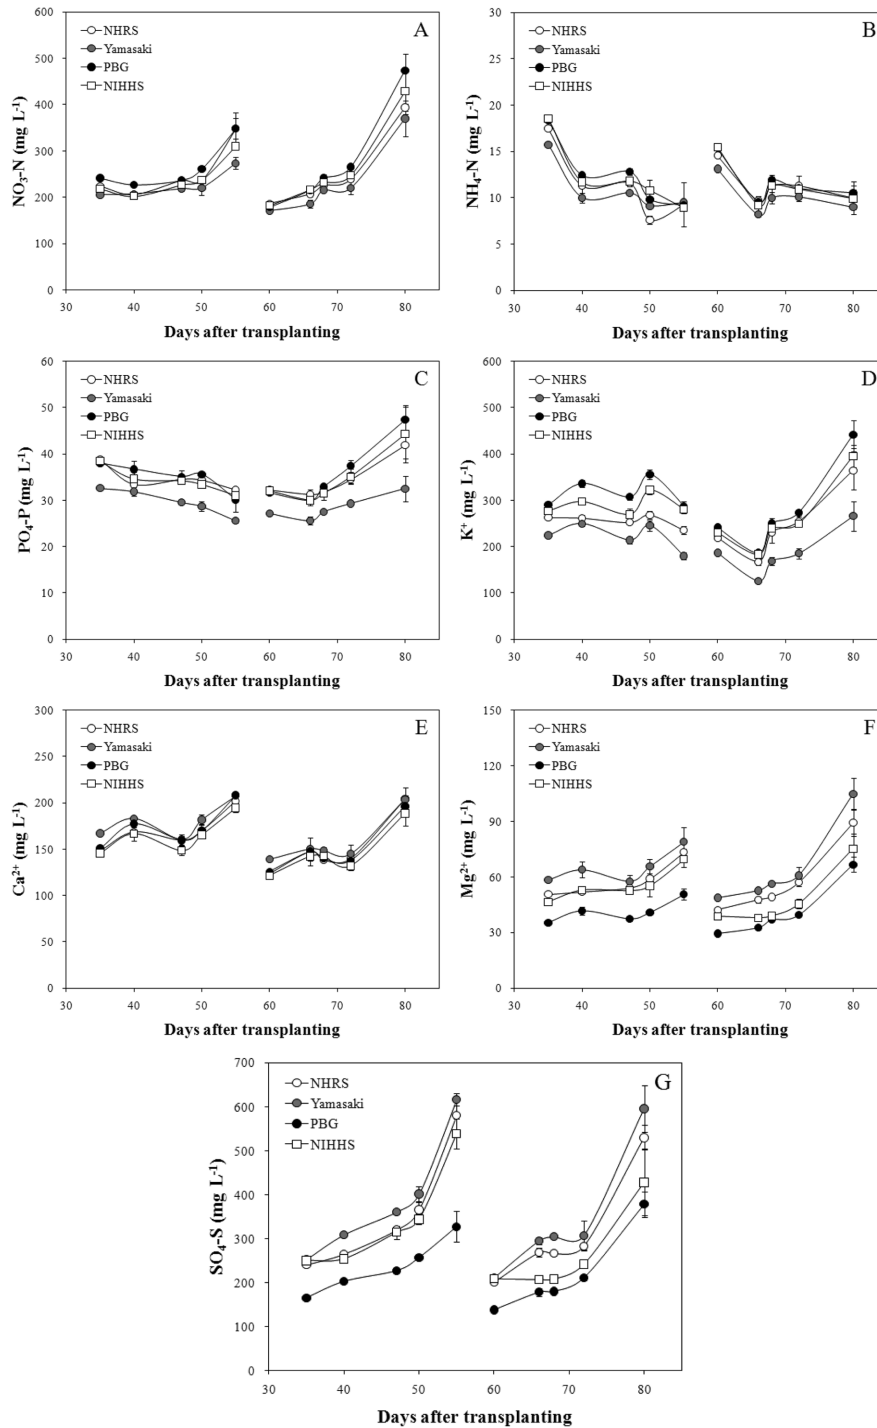 A
NHRS
Yamasaki
PBG
NIHHS
600
500
400
300
200
100
0
NO₃-N (mg L⁻¹)
30 40 50 60 70 80
Days after transplanting
B
NHRS
Yamasaki
PBG
NIHHS
30
25
20
15
10
5
0
NH₄-N (mg L⁻¹)
30 40 50 60 70 80
Days after transplanting
C
NHRS
Yamasaki
PBG
NIHHS
60
50
40
30
20
10
0
PO₄-P (mg L⁻¹)
30 40 50 60 70 80
Days after transplanting
D
NHRS
Yamasaki
PBG
NIHHS
600
500
400
300
200
100
0
K⁺ (mg L⁻¹)
30 40 50 60 70 80
Days after transplanting
E
NHRS
Yamasaki
PBG
NIHHS
300
250
200
150
100
50
0
Ca²⁺ (mg L⁻¹)
30 40 50 60 70 80
Days after transplanting
F
NHRS
Yamasaki
PBG
NIHHS
150
120
90
60
30
0
Mg²⁺ (mg L⁻¹)
30 40 50 60 70 80
Days after transplanting
G
NHRS
Yamasaki
PBG
NIHHS
700
600
500
400
300
200
100
0
SO₄-S (mg L⁻¹)
30 40 50 60 70 80
Days after transplanting